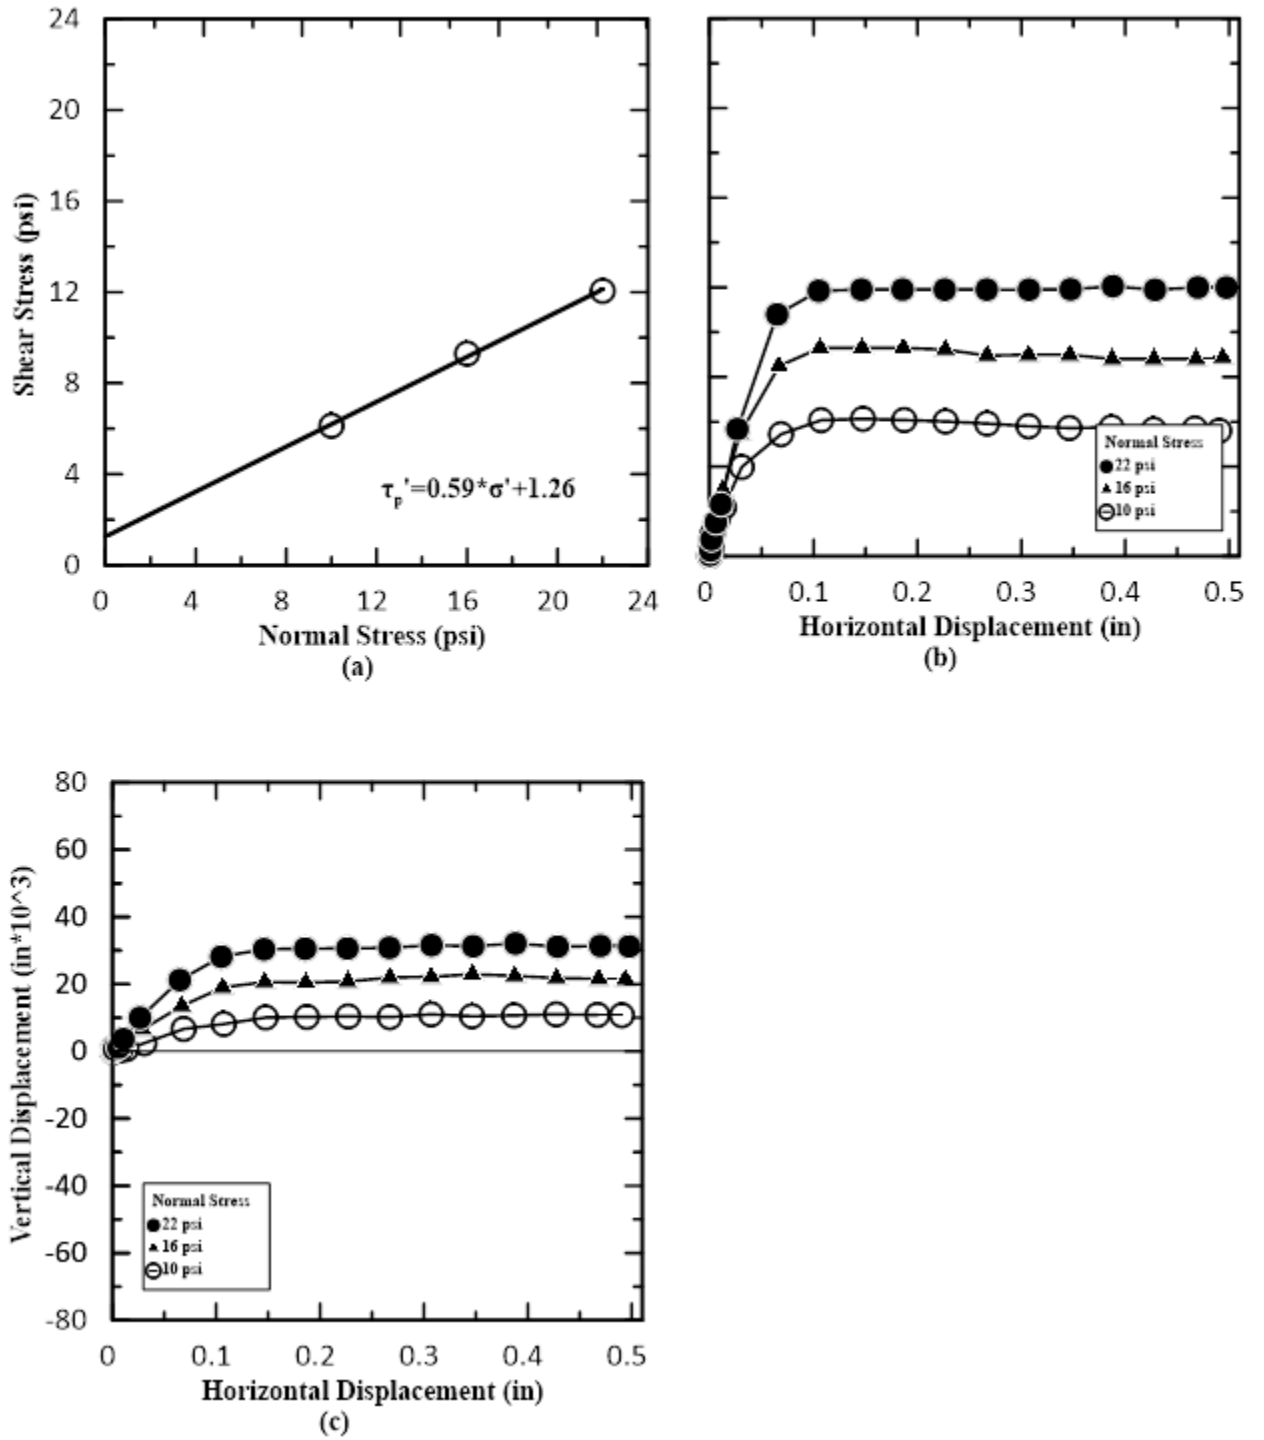 24
20
16
12
8
4
0
Shear Stress (psi)
τp'=0.59*σ'+1.26
0 4 8 12 16 20 24
Normal Stress (psi)
(a)
Normal Stress
22 psi
16 psi
10 psi
0 0.1 0.2 0.3 0.4 0.5
Horizontal Displacement (in)
(b)
80
60
40
20
0
-20
-40
-60
-80
Vertical Displacement (in*10^3)
Normal Stress
22 psi
16 psi
10 psi
0 0.1 0.2 0.3 0.4 0.5
Horizontal Displacement (in)
(c)